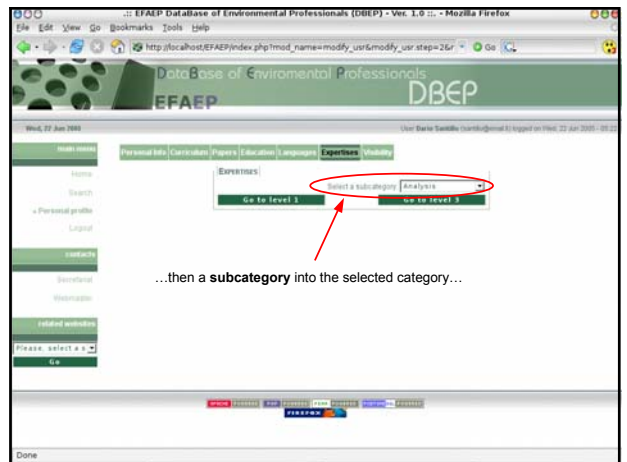 .:: EFAEP DataBase of Environmental Professionals (DBEP) - Ver. 1.0 ::. - Mozilla Firefox
File Edit View Go Bookmarks Tools Help
http://localhost/EFAEP/index.php?mod_name=modify_usr&modify_usr.step=26r Go
DataBase of Enviromental Professionals
EFAEP DBEP
Wed, 22 Jun 2005 User Dario Santillo logged on Wed, 22 Jun 2005
main menu
Personal Info Curriculum Papers Education Languages Expertises Visibility
Home
Expertises
Search
Select a subcategory Analysis
Go to level 1 Go to level 3
» Personal profile
Logout
contacts
…then a subcategory into the selected category…
Secretariat
Webmaster
related websites
Please, select a s
Go
FIREFOX
Done